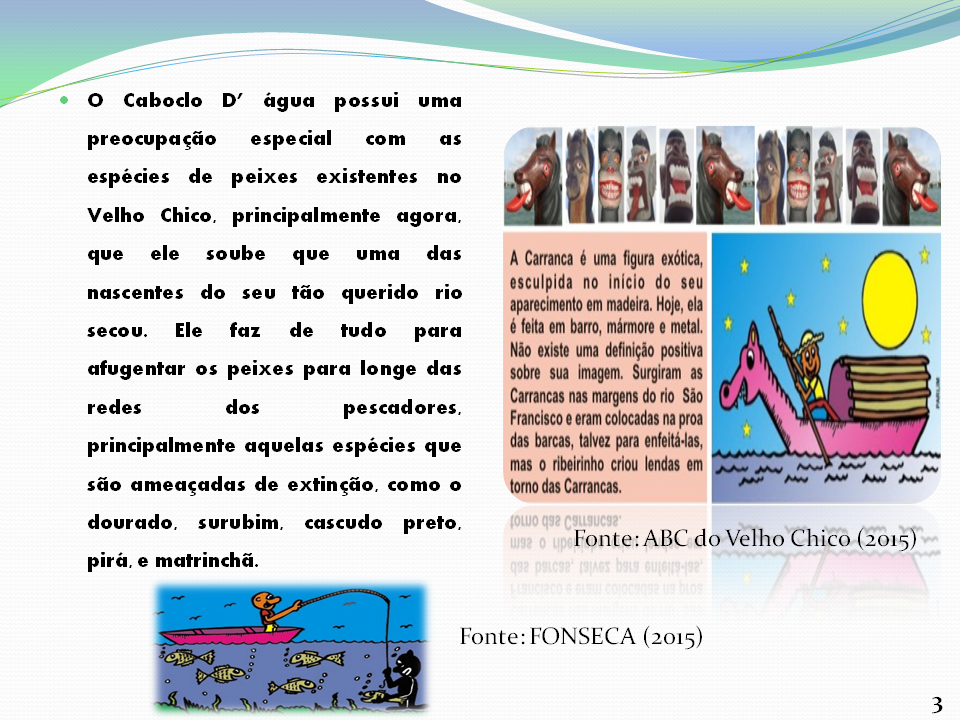 O Caboclo D' água possui uma
preocupação especial com as
espécies de peixes existentes no
Velho Chico, principalmente agora,
que ele soube que uma das
nascentes do seu tão querido rio
secou. Ele faz de tudo para
afugentar os peixes para longe das
redes dos pescadores,
principalmente aquelas espécies que
são ameaçadas de extinção, como o
dourado, surubim, cascudo preto,
pirá, e matrinchã.
A Carranca é uma figura exótica,
esculpida no início do seu
aparecimento em madeira. Hoje, ela
é feita em barro, mármore e metal.
Não existe uma definição positiva
sobre sua imagem. Surgiram as
Carrancas nas margens do rio São
Francisco e eram colocadas na proa
das barcas, talvez para enfeitá-las,
mas o ribeirinho criou lendas em
torno das Carrancas.
Fonte: ABC do Velho Chico (2015)
Fonte: FONSECA (2015)
3